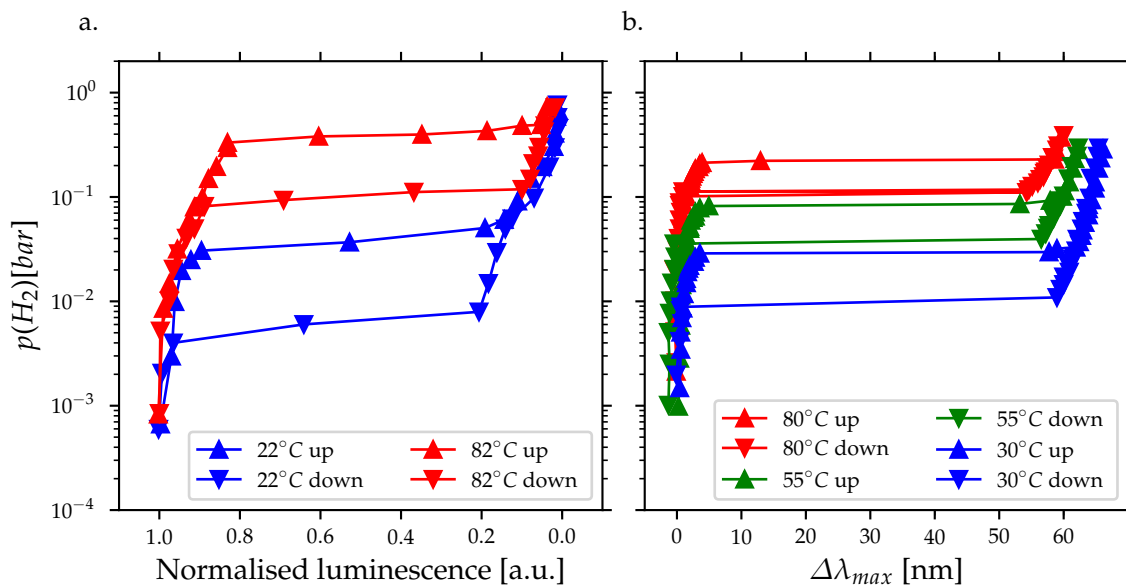 a.
b.
10⁰
10⁻¹
10⁻²
10⁻³
10⁻⁴
p(H₂)[bar]
22°C up
22°C down
82°C up
82°C down
1.0 0.8 0.6 0.4 0.2 0.0
Normalised luminescence [a.u.]
80°C up
80°C down
55°C up
55°C down
30°C up
30°C down
0 10 20 30 40 50 60
Δλmax [nm]